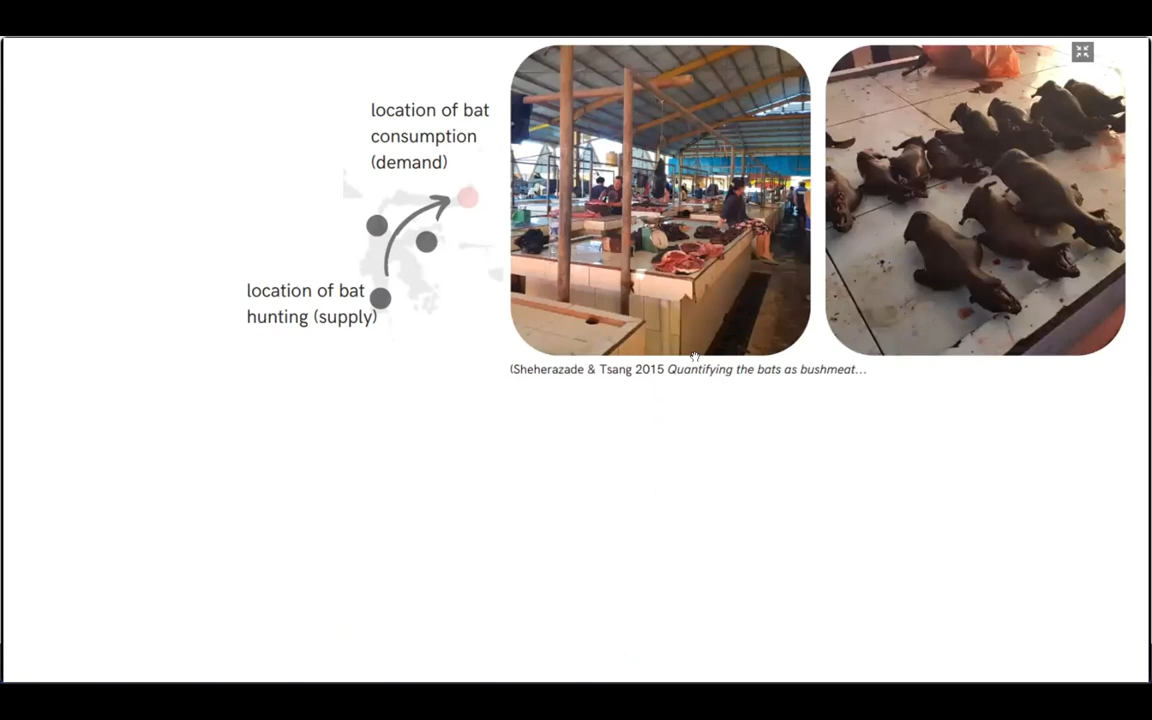 location of bat
consumption
(demand)
location of bat
hunting (supply)
(Sheherazade & Tsang 2015 Quantifying the bats as bushmeat...